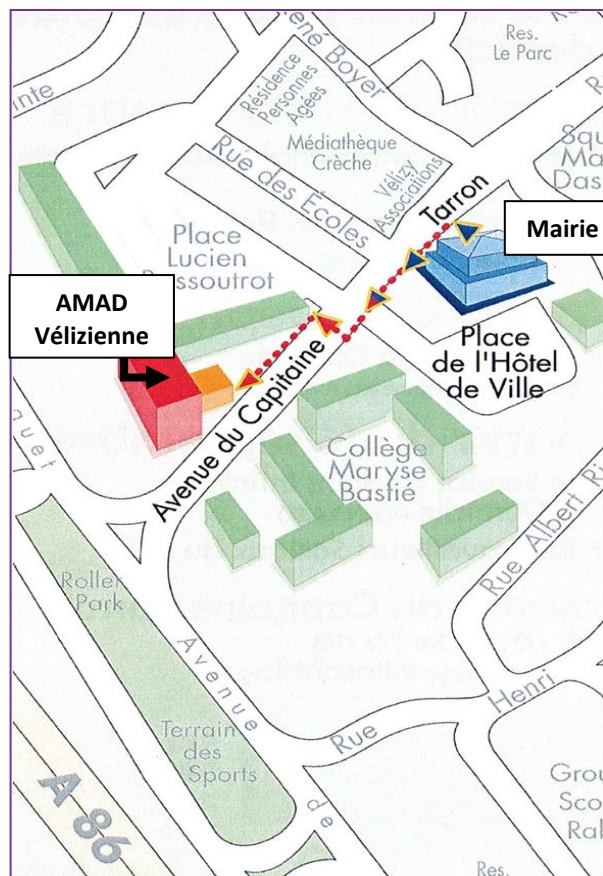 René Boyer
Res.
Le Parc
Résidence
Personnes
Agées
Médiathèque
Crèche
Rue des Écoles
Vélizy
Associations
Tarron
Mairie
Place
Lucien
AMAD
Vélizienne
Place
de l'Hôtel
de Ville
Avenue du Capitaine
Collège
Maryse
Bastié
Rue Albert
Roller
Park
Avenue
de
Terrain
des
Sports
Rue Henri
A 86
Res.